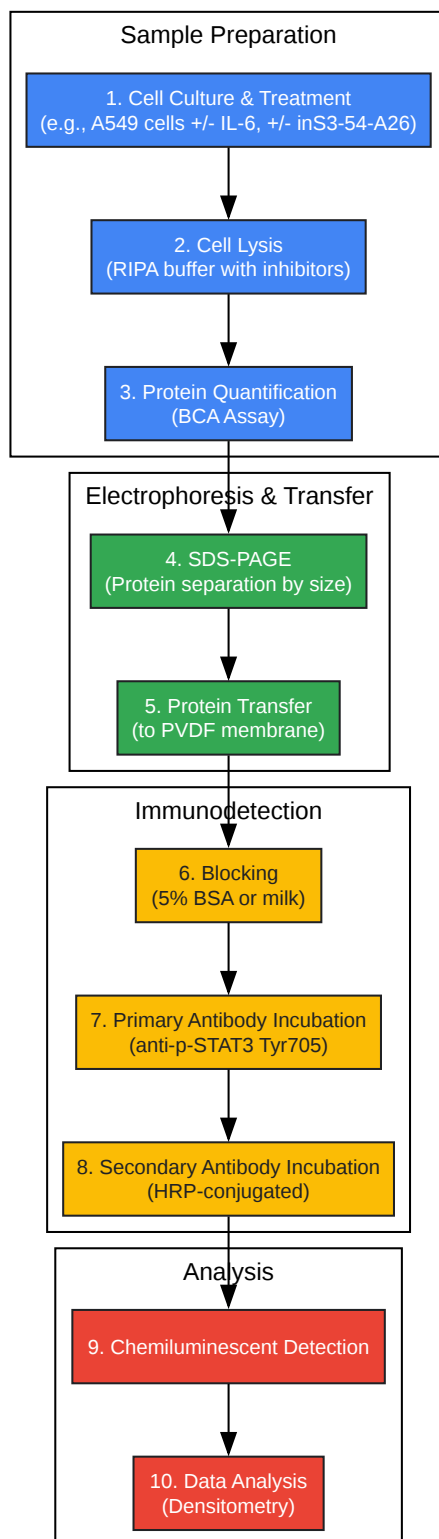 Sample Preparation
1. Cell Culture & Treatment
(e.g., A549 cells +/- IL-6, +/- inS3-54-A26)
2. Cell Lysis
(RIPA buffer with inhibitors)
3. Protein Quantification
(BCA Assay)
Electrophoresis & Transfer
4. SDS-PAGE
(Protein separation by size)
5. Protein Transfer
(to PVDF membrane)
Immunodetection
6. Blocking
(5% BSA or milk)
7. Primary Antibody Incubation
(anti-p-STAT3 Tyr705)
8. Secondary Antibody Incubation
(HRP-conjugated)
Analysis
9. Chemiluminescent Detection
10. Data Analysis
(Densitometry)